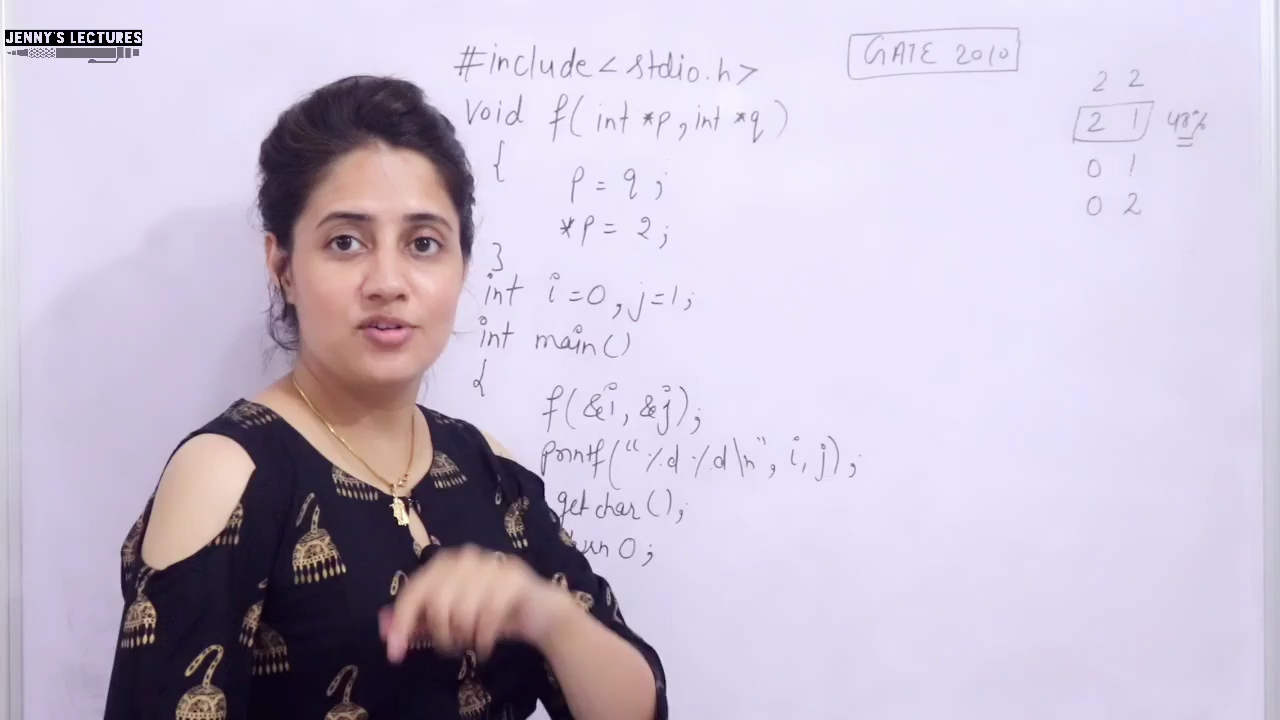 JENNY'S LECTURES
GATE 2010
#include < stdio.h >
void f( int *p, int *q )
{
p = q ;
*p = 2 ;
}
int i = 0 , j = 1 ;
int main()
{
f( &i, &j );
printf("%d %d\n", i, j);
getchar();
0;
2 2
2 1
0 1
0 2